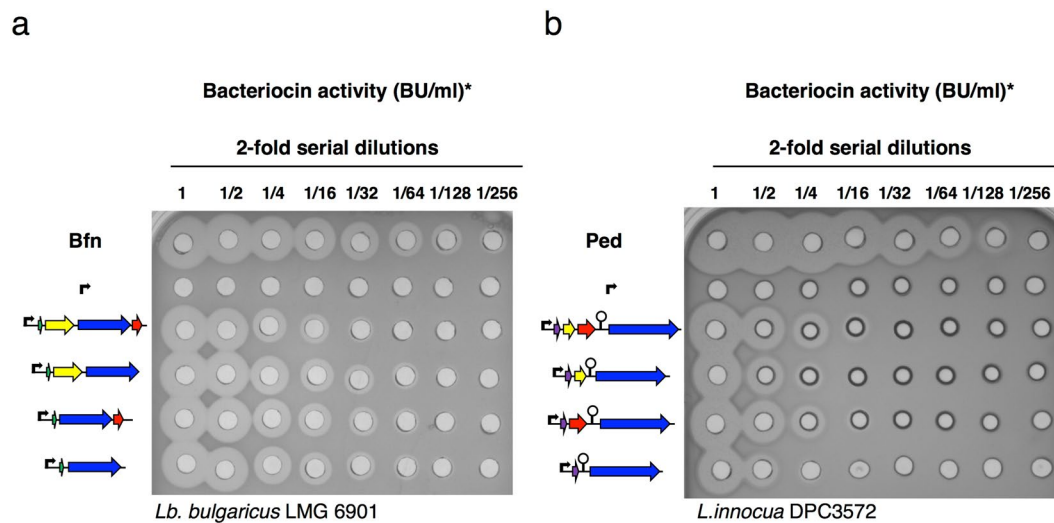 a
Bacteriocin activity (BU/ml)*
2-fold serial dilutions
1 1/2 1/4 1/16 1/32 1/64 1/128 1/256
Bfn
Lb. bulgaricus LMG 6901
b
Bacteriocin activity (BU/ml)*
2-fold serial dilutions
1 1/2 1/4 1/16 1/32 1/64 1/128 1/256
Ped
L.innocua DPC3572